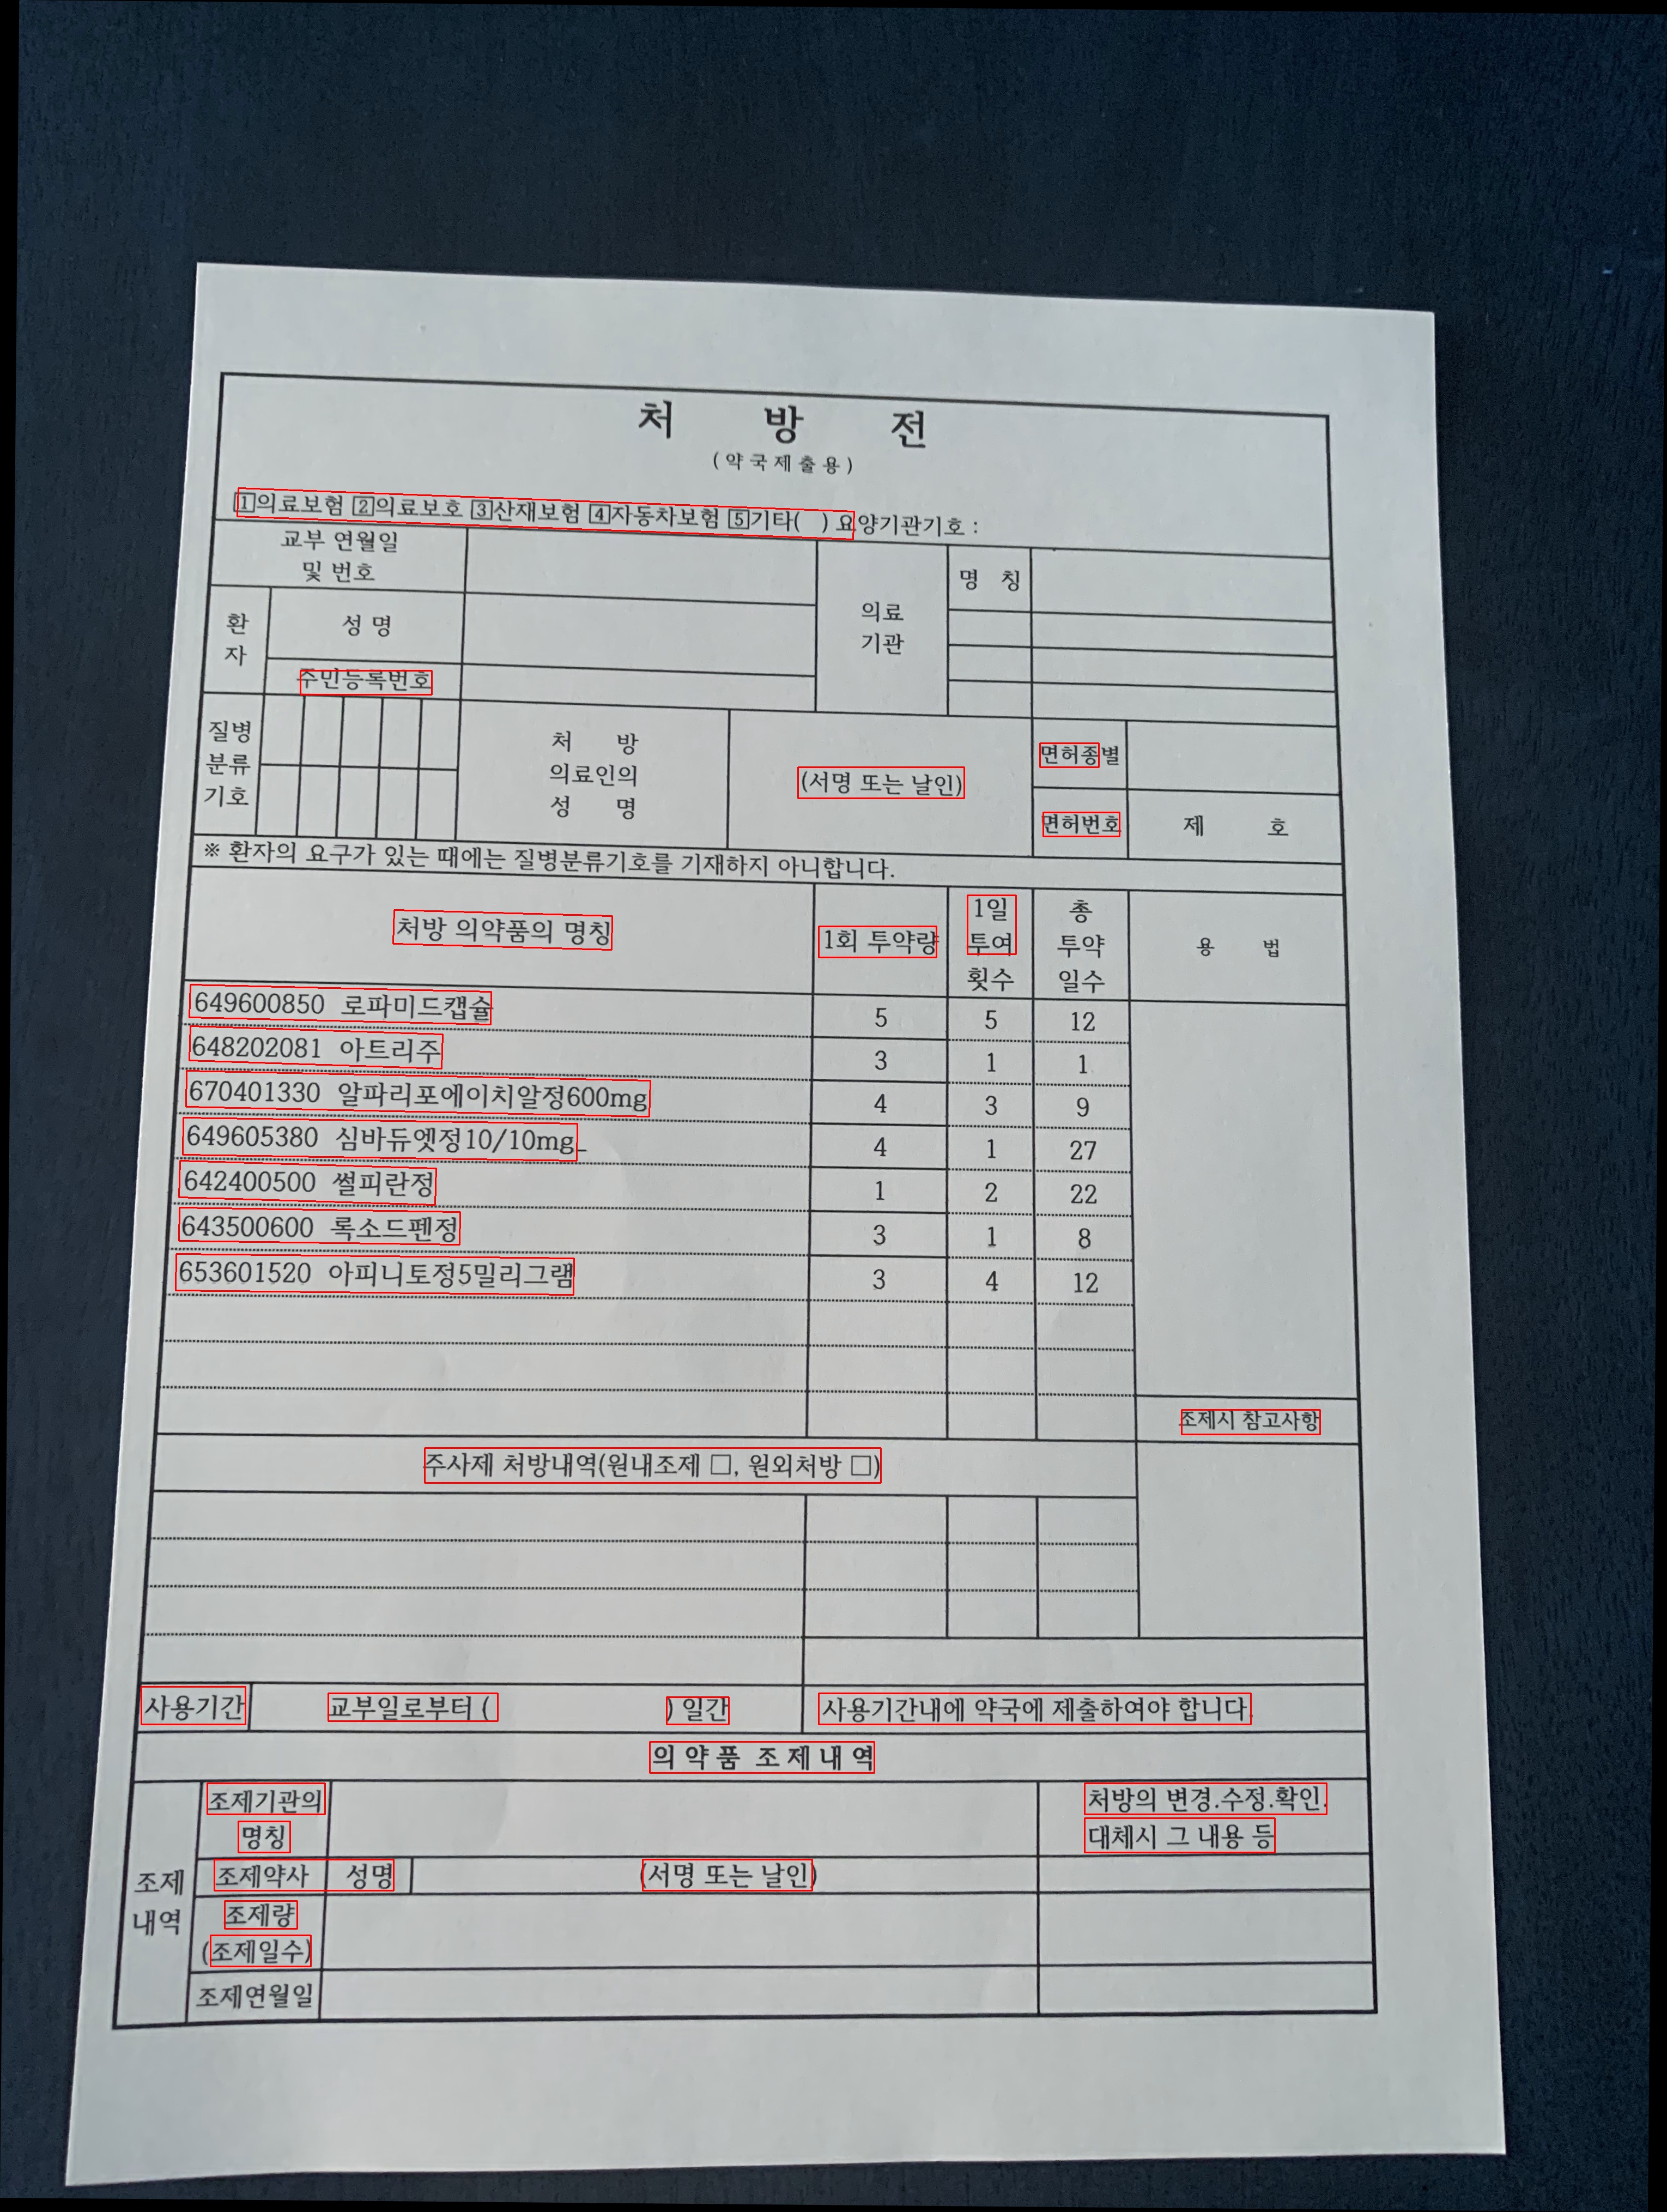 처 방 전
(약국제출용)
1의료보험 2의료보호 3산재보험 4자동차보험 5기타( ) 요양기관기호 :
교부 연월일
및 번호
환
자
성 명
주민등록번호
의료
기관
명 칭
질병
분류
기호
처 방
의료인의
성 명
(서명 또는 날인)
면허종별
면허번호
제 호
※ 환자의 요구가 있는 때에는 질병분류기호를 기재하지 아니합니다.
처방 의약품의 명칭
1회 투약량
1일
투여
횟수
총
투약
일수
용 법
649600850 로파미드캡슐 5 5 12
648202081 아트리주 3 1 1
670401330 알파리포에이치알정600mg 4 3 9
649605380 심바듀엣정10/10mg_ 4 1 27
642400500 썰피란정 1 2 22
643500600 록소드펜정 3 1 8
653601520 아피니토정5밀리그램 3 4 12
조제시 참고사항
주사제 처방내역(원내조제 □, 원외처방 □)
사용기간 교부일로부터 ( ) 일간 사용기간내에 약국에 제출하여야 합니다.
의 약 품 조 제 내 역
조제
내역
조제기관의
명칭
처방의 변경.수정.확인.
대체시 그 내용 등
조제약사 성명 (서명 또는 날인)
조제량
(조제일수)
조제연월일